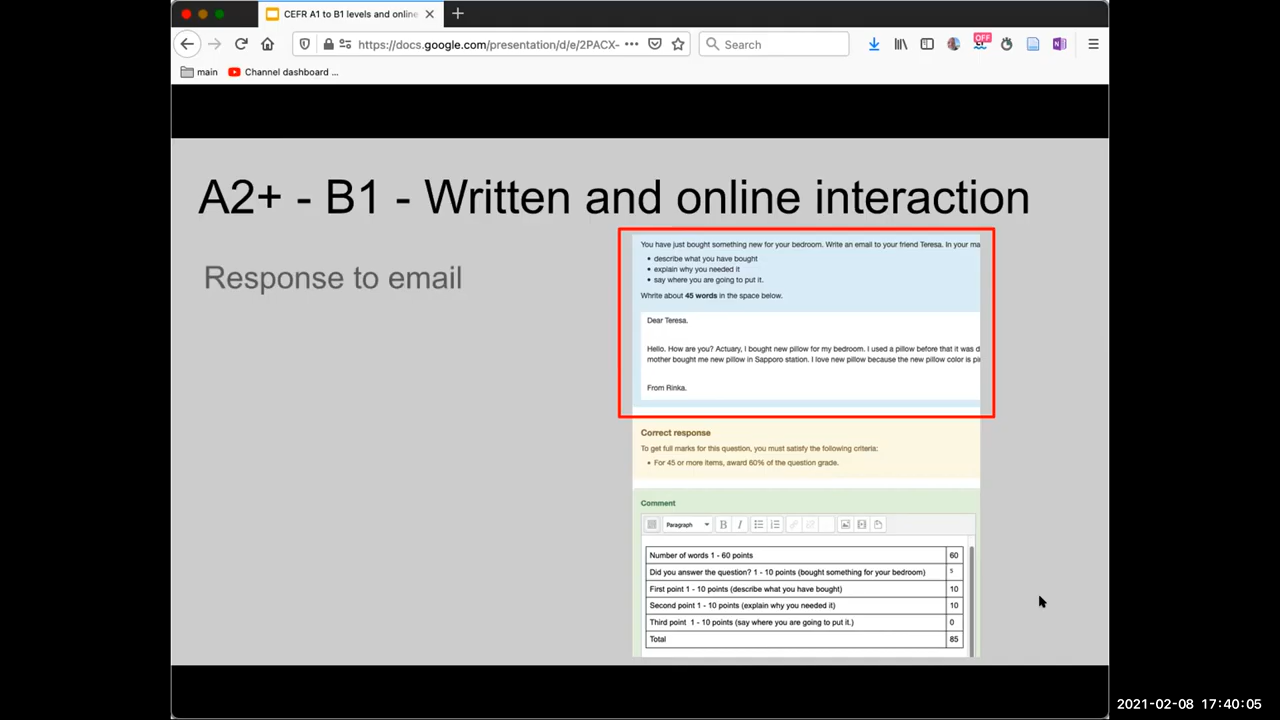 CEFR A1 to B1 levels and online
https://docs.google.com/presentation/d/e/2PACX-
Search
OFF
main
Channel dashboard ...
A2+ - B1 - Written and online interaction
Response to email
You have just bought something new for your bedroom. Write an email to your friend Teresa. In your ma
• describe what you have bought
• explain why you needed it
• say where you are going to put it.
Whrite about 45 words in the space below.
Dear Teresa.
Hello. How are you? Actuary, I bought new pillow for my bedroom. I used a pillow before that it was d
mother bought me new pillow in Sapporo station. I love new pillow because the new pillow color is pi
From Rinka.
Correct response
To get full marks for this question, you must satisfy the following criteria:
• For 45 or more items, award 60% of the question grade.
Comment
Paragraph
B I
Number of words 1 - 60 points 60
Did you answer the question? 1 - 10 points (bought something for your bedroom) 5
First point 1 - 10 points (describe what you have bought) 10
Second point 1 - 10 points (explain why you needed it) 10
Third point 1 - 10 points (say where you are going to put it.) 0
Total 85
2021-02-08 17:40:05